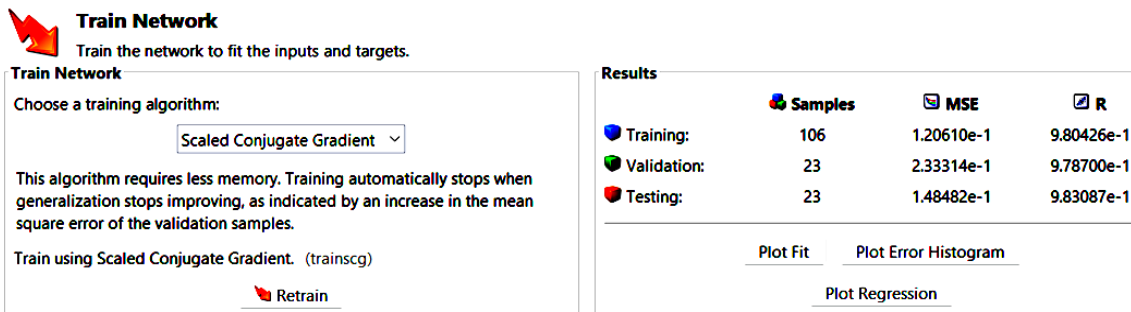 Train Network
Train the network to fit the inputs and targets.
Train Network
Choose a training algorithm:
Scaled Conjugate Gradient
This algorithm requires less memory. Training automatically stops when
generalization stops improving, as indicated by an increase in the mean
square error of the validation samples.
Train using Scaled Conjugate Gradient. (trainscg)
Retrain
Results
Samples MSE R
Training: 106 1.20610e-1 9.80426e-1
Validation: 23 2.33314e-1 9.78700e-1
Testing: 23 1.48482e-1 9.83087e-1
Plot Fit Plot Error Histogram
Plot Regression